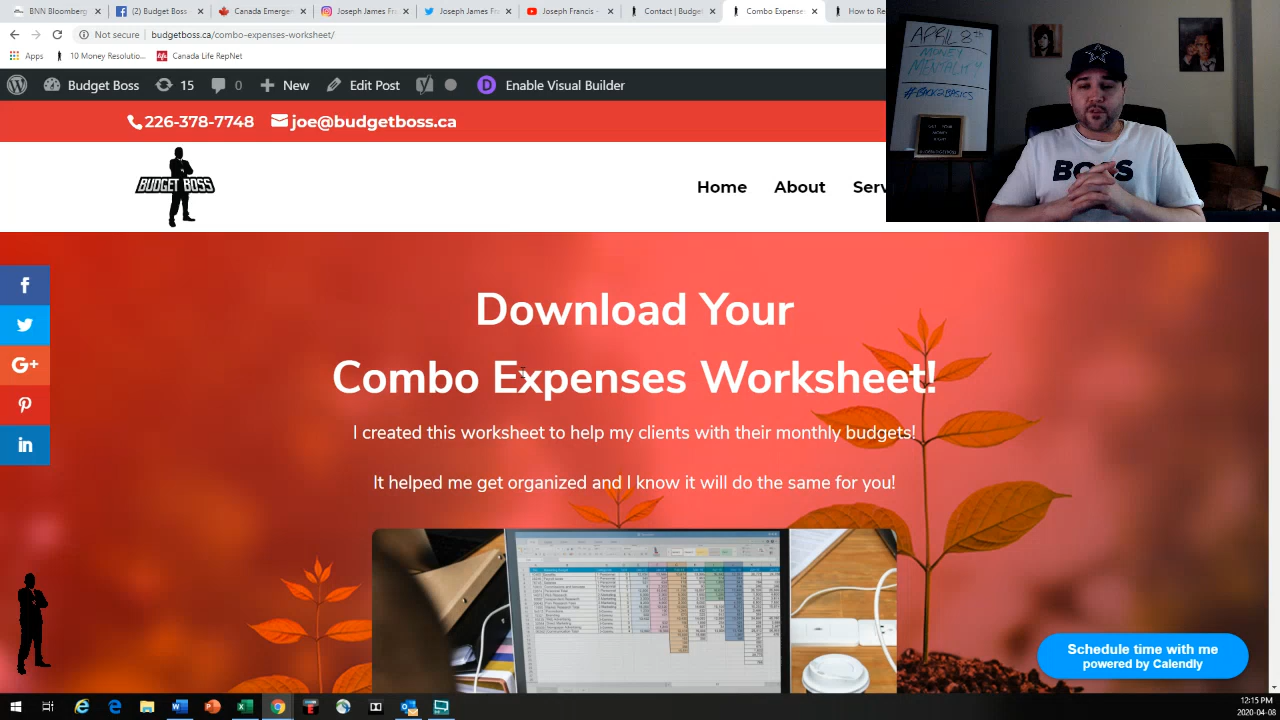 BNN Bloomberg
(2) Budget Boss
Canada Emergen
Joseph James Fr
Joseph James Fr
Joseph Francis -
Contact | Budget
Combo Expense
How to Re
Not secure | budgetboss.ca/combo-expenses-worksheet/
Apps
10 Money Resolutio...
Canada Life RepNet
Budget Boss
15
0
New
Edit Post
Enable Visual Builder
226-378-7748
joe@budgetboss.ca
BUDGET BOSS
Home
About
Serv
APRIL 8TH
MONEY
MENTALITY
#BACK2BASICS
BOSS
Download Your
Combo Expenses Worksheet!
I created this worksheet to help my clients with their monthly budgets!
It helped me get organized and I know it will do the same for you!
Schedule time with me
powered by Calendly
12:15 PM
2020-04-08